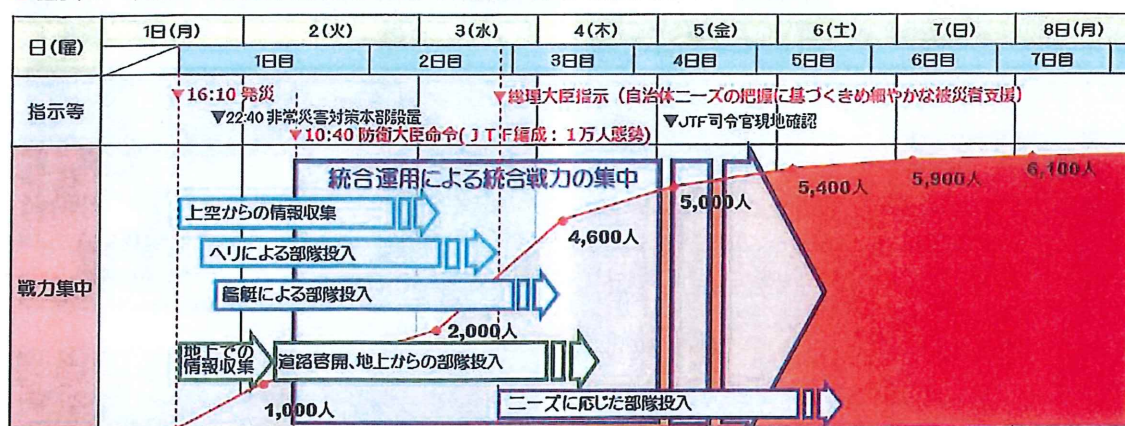 日(曜)
1日(月)
2(火)
3(水)
4(木)
5(金)
6(土)
7(日)
8日(月)
1日目
2日目
3日目
4日目
5日目
6日目
7日目
指示等
▼16:10 発災
▼総理大臣指示（自治体ニーズの把握に基づくきめ細やかな被災者支援）
▼22:40 非常災害対策本部設置
▼JTF司令官現地確認
▼10:40 防衛大臣命令(ＪＴＦ編成：１万人態勢)
戦力集中
統合運用による統合戦力の集中
上空からの情報収集
ヘリによる部隊投入
艦艇による部隊投入
地上での
情報収集
道路啓開、地上からの部隊投入
ニーズに応じた部隊投入
1,000人
2,000人
4,600人
5,000人
5,400人
5,900人
6,100人